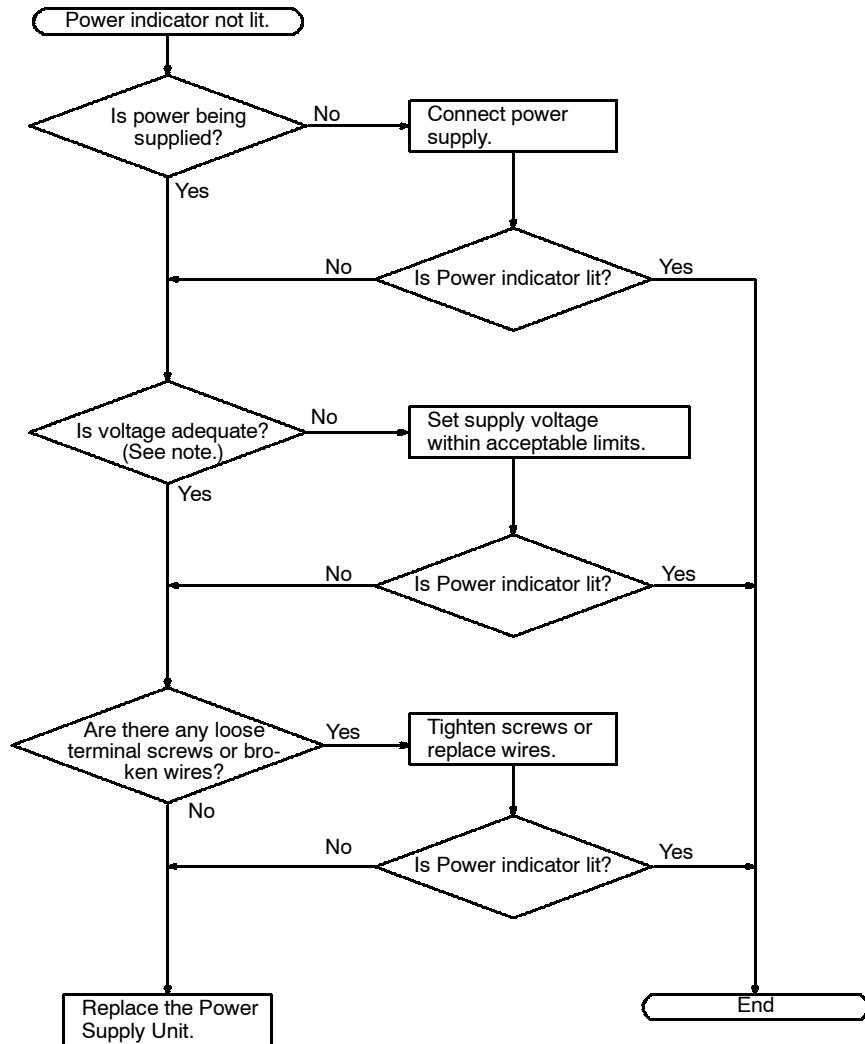 Power indicator not lit.
Is power being
supplied?
No
Connect power
supply.
Yes
No
Is Power indicator lit?
Yes
Is voltage adequate?
(See note.)
No
Set supply voltage
within acceptable limits.
Yes
No
Is Power indicator lit?
Yes
Are there any loose
terminal screws or bro-
ken wires?
Yes
Tighten screws or
replace wires.
No
No
Is Power indicator lit?
Yes
Replace the Power
Supply Unit.
End